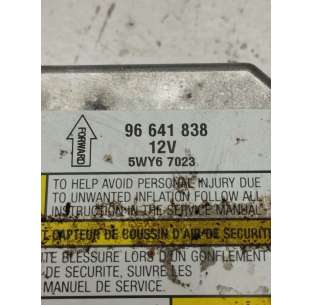 FORWARD
96 641 838
12V
5WY6 7023
TO HELP AVOID PERSONAL INJURY DUE
TO UNWANTED INFLATION FOLLOW ALL
INSTRUCTION IN THE SERVICE MANUAL
CAPTEUR DE COUSSIN D'AIR DE SECURITE
BLESSURE LORS D'UN GONFLEMENT
DE SECURITE, SUIVRE LES
MANUEL DE SERVICE.